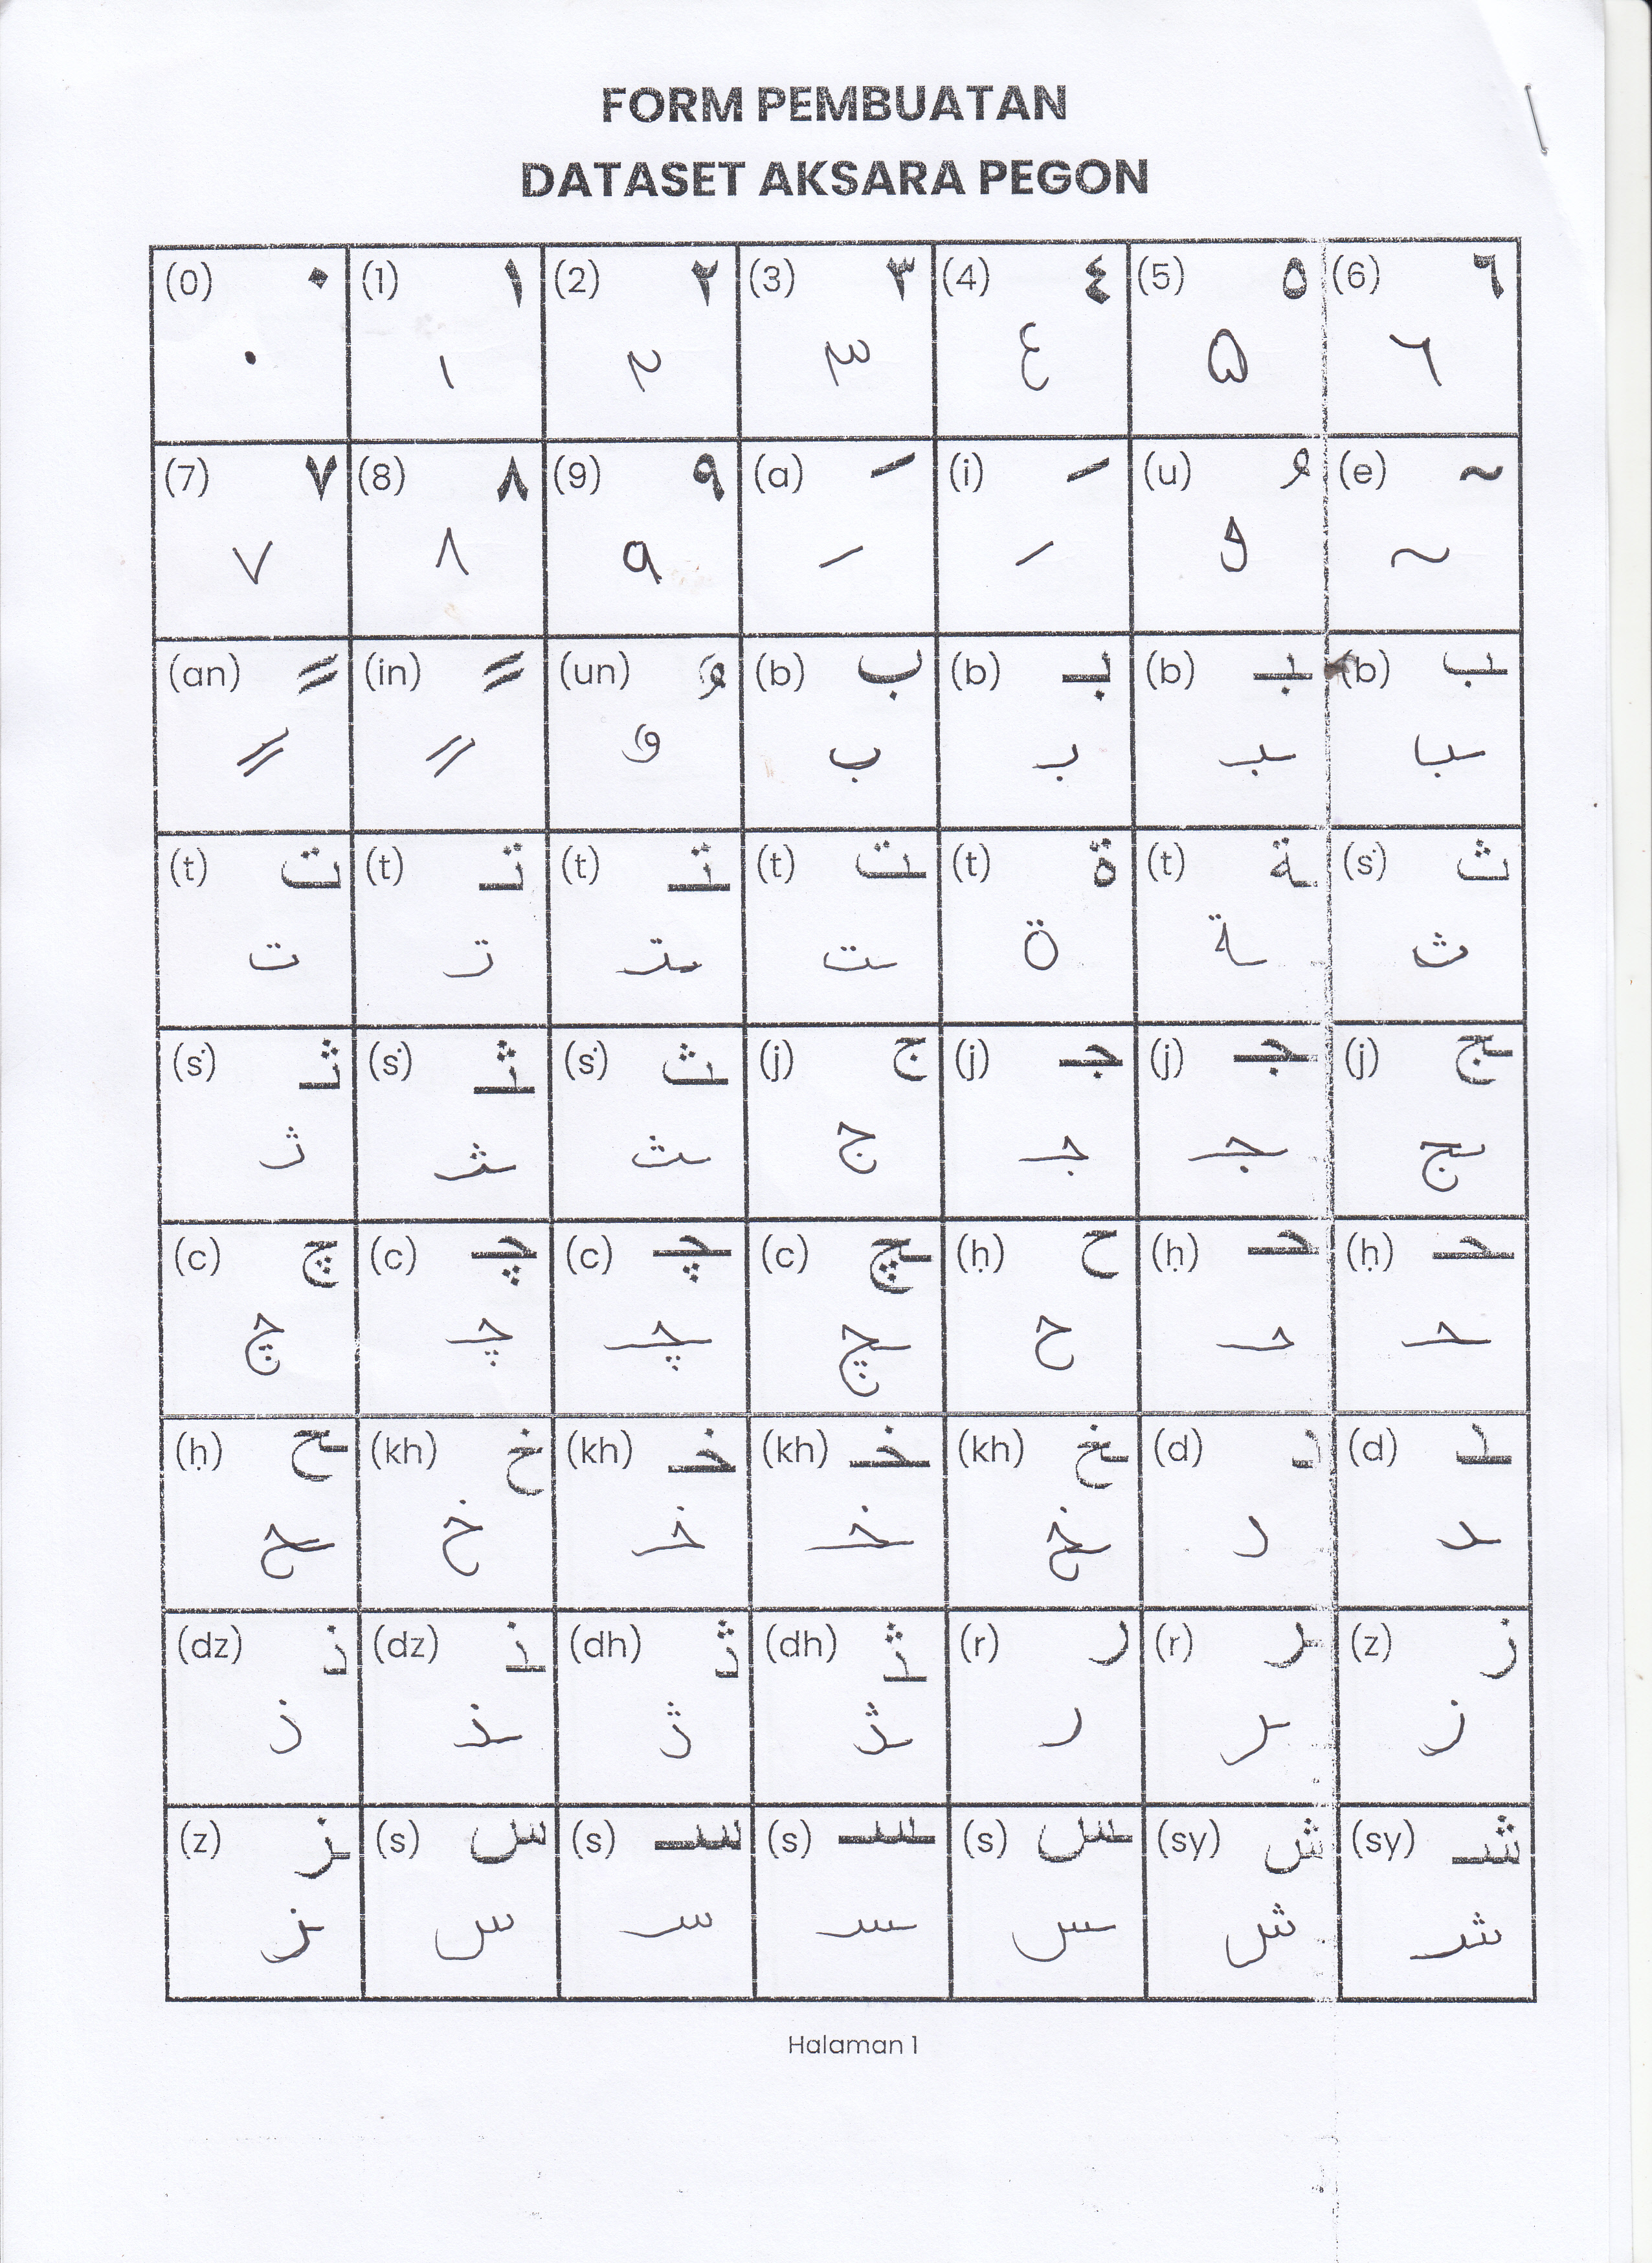 FORM PEMBUATAN
DATASET AKSARA PEGON
(0) ٠ (1) ١ (2) ٢ (3) ٣ (4) ٤ (5) ٥ (6) ٦
٠ ١ ٢ ٣ ٤ ٥ ٦
(7) ٧ (8) ٨ (9) ٩ (a) َ (i) ِ (u) ُ (e) ~
٧ ٨ ٩ َ ِ ُ ~
(an) ً (in) ٍ (un) ٌ (b) ب (b) بـ (b) ـبـ (b) ـب
ً ٍ ٌ ب بـ ـبـ ـب
(t) ت (t) تـ (t) ـتـ (t) ـت (t) ة (t) ـة (ṡ) ث
ت تـ ـتـ ـت ة ـة ث
(ṡ) ثـ (ṡ) ـثـ (ṡ) ـث (j) ج (j) جـ (j) ـجـ (j) ـج
ثـ ـثـ ـث ج جـ ـجـ ـج
(c) چ (c) چـ (c) ـچـ (c) ـچ (ḥ) ح (ḥ) حـ (ḥ) ـحـ
چ چـ ـچـ ـچ ح حـ ـحـ
(ḥ) ـح (kh) خ (kh) خـ (kh) ـخـ (kh) ـخ (d) د (d) ـد
ـح خ خـ ـخـ ـخ د ـد
(dz) ذ (dz) ـذ (dh) ڎ (dh) ـڎ (r) ر (r) ـر (z) ز
ذ ـذ ڎ ـڎ ر ـر ز
(z) ـز (s) س (s) سـ (s) ـسـ (s) ـس (sy) ش (sy) شـ
ـز س سـ ـسـ ـس ش شـ
Halaman 1